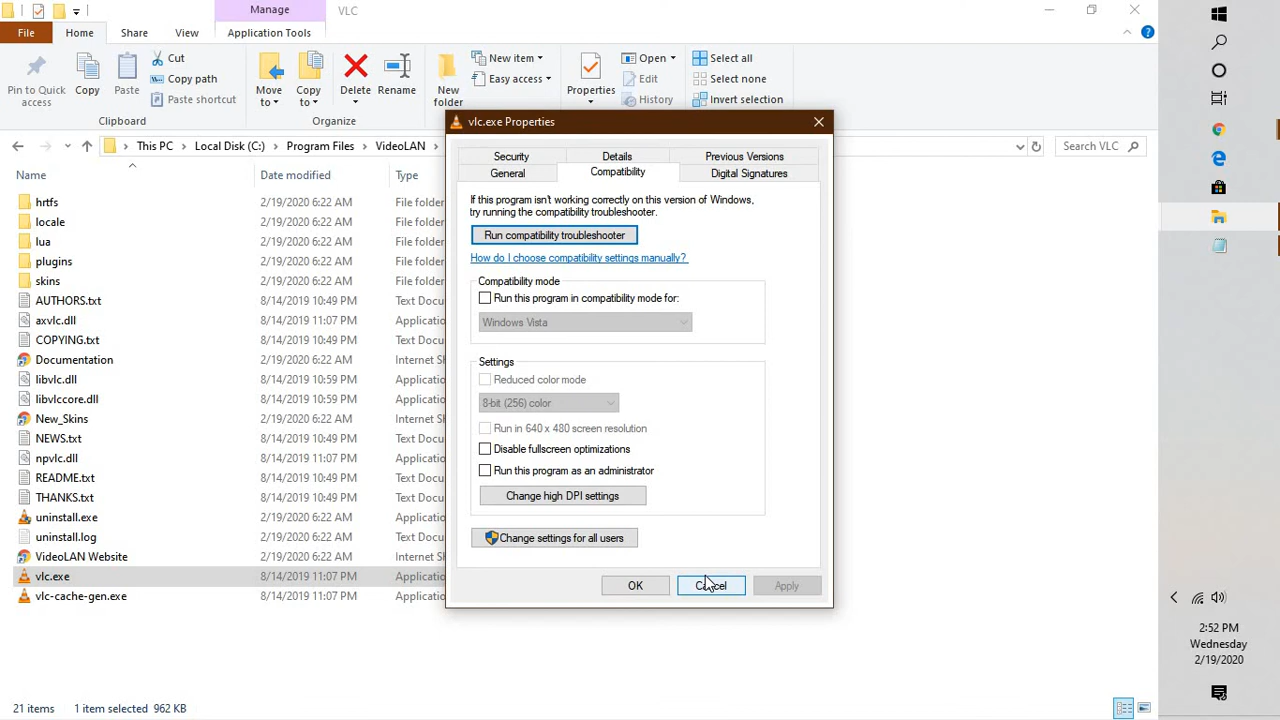 Manage
VLC
File
Home
Share
View
Application Tools
Pin to Quick access
Copy
Paste
Cut
Copy path
Paste shortcut
Clipboard
Move to
Copy to
Delete
Rename
Organize
New folder
New item
Easy access
Properties
Open
Edit
History
Select all
Select none
Invert selection
This PC
Local Disk (C:)
Program Files
VideoLAN
Search VLC
Name
Date modified
Type
hrtfs 2/19/2020 6:22 AM File folder
locale 2/19/2020 6:22 AM File folder
lua 2/19/2020 6:22 AM File folder
plugins 2/19/2020 6:22 AM File folder
skins 2/19/2020 6:22 AM File folder
AUTHORS.txt 8/14/2019 10:49 PM Text Docu
axvlc.dll 8/14/2019 11:07 PM Applicatio
COPYING.txt 8/14/2019 10:49 PM Text Docu
Documentation 2/19/2020 6:22 AM Internet Sh
libvlc.dll 8/14/2019 10:59 PM Applicatio
libvlccore.dll 8/14/2019 10:59 PM Applicatio
New_Skins 2/19/2020 6:22 AM Internet Sh
NEWS.txt 8/14/2019 10:49 PM Text Docu
npvlc.dll 8/14/2019 11:08 PM Applicatio
README.txt 8/14/2019 10:49 PM Text Docu
THANKS.txt 8/14/2019 10:49 PM Text Docu
uninstall.exe 2/19/2020 6:22 AM Applicatio
uninstall.log 2/19/2020 6:22 AM Text Docu
VideoLAN Website 2/19/2020 6:22 AM Internet Sh
vlc.exe 8/14/2019 11:07 PM Applicatio
vlc-cache-gen.exe 8/14/2019 11:07 PM Applicatio
21 items
1 item selected 962 KB
vlc.exe Properties
Security
Details
Previous Versions
General
Compatibility
Digital Signatures
If this program isn't working correctly on this version of Windows,
try running the compatibility troubleshooter.
Run compatibility troubleshooter
How do I choose compatibility settings manually?
Compatibility mode
Run this program in compatibility mode for:
Windows Vista
Settings
Reduced color mode
8-bit (256) color
Run in 640 x 480 screen resolution
Disable fullscreen optimizations
Run this program as an administrator
Change high DPI settings
Change settings for all users
OK
Cancel
Apply
2:52 PM
Wednesday
2/19/2020